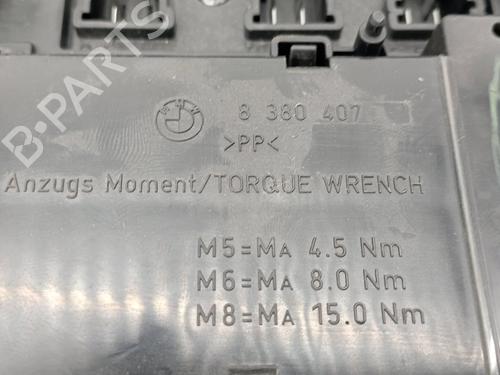 B-PARTS
BMW
8 380 407
>PP<
Anzugs Moment/TORQUE WRENCH
M5=MA 4.5 Nm
M6=MA 8.0 Nm
M8=MA 15.0 Nm